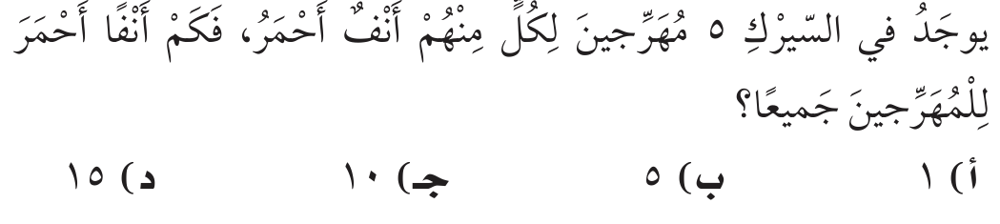 يوجَدُ في السّيرْكِ ٥ مُهَرِّجينَ لِكُلٍّ مِنْهُمْ أَنْفٌ أَحْمَرُ، فَكَمْ أَنْفًا أَحْمَرَ
لِلْمُهَرِّجينَ جَميعًا؟
أ) ١ ب) ٥ جـ) ١٠ د) ١٥